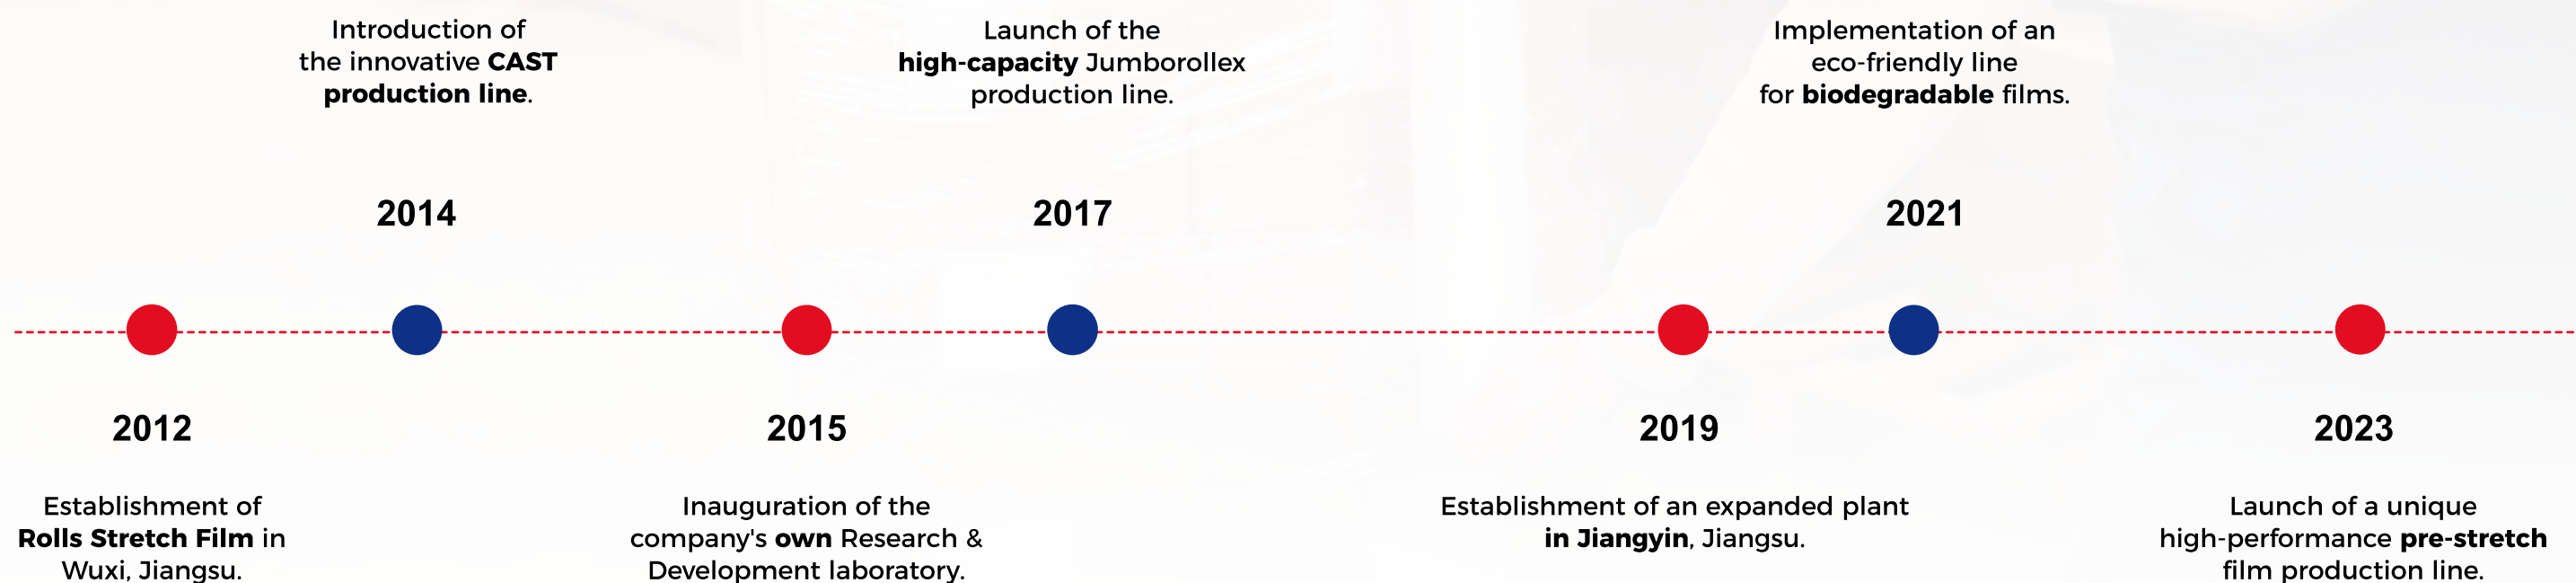 Introduction of
the innovative CAST
production line.
2014
Launch of the
high-capacity Jumborollex
production line.
2017
Implementation of an
eco-friendly line
for biodegradable films.
2021
2012
Establishment of
Rolls Stretch Film in
Wuxi, Jiangsu.
2015
Inauguration of the
company's own Research &
Development laboratory.
2019
Establishment of an expanded plant
in Jiangyin, Jiangsu.
2023
Launch of a unique
high-performance pre-stretch
film production line.